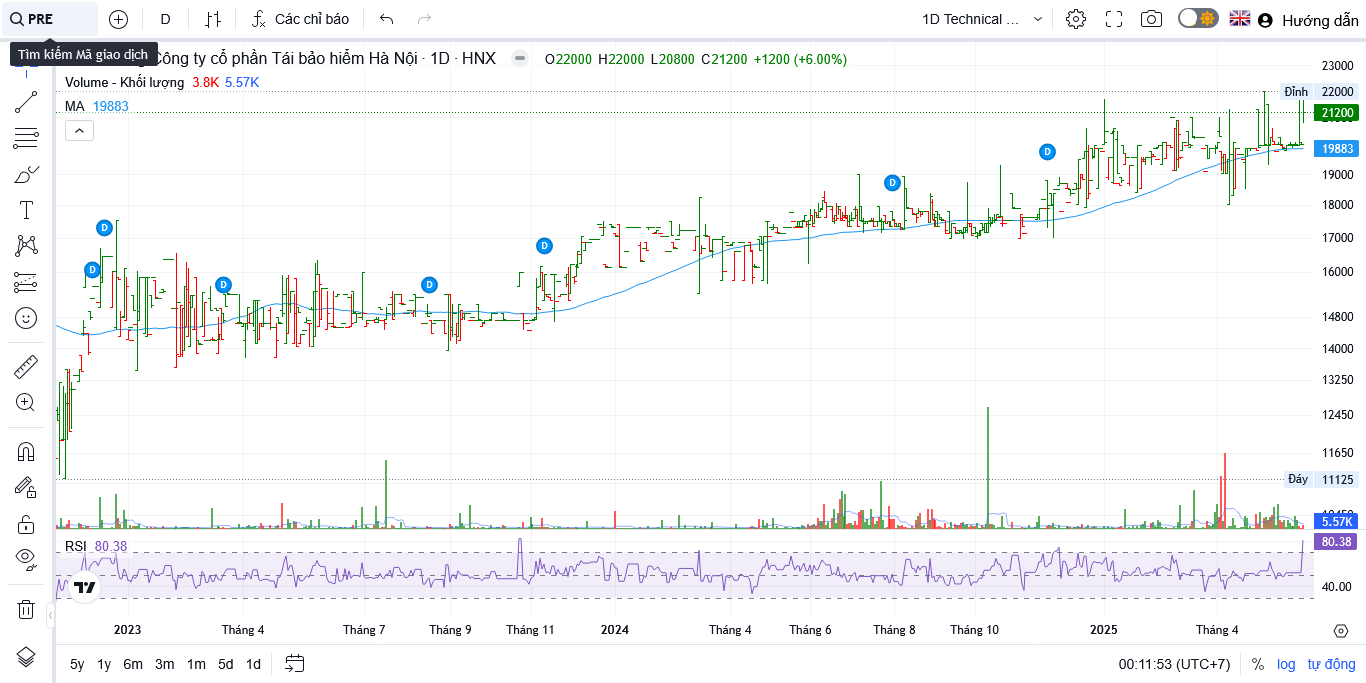 PRE
D
Các chỉ báo
1D Technical ...
Hướng dẫn
Tìm kiếm Mã giao dịch
Công ty cổ phần Tái bảo hiểm Hà Nội · 1D · HNX
O22000 H22000 L20800 C21200 +1200 (+6.00%)
Volume - Khối lượng 3.8K 5.57K
MA 19883
23000
Đỉnh 22000
21200
19883
19000
18000
17000
16000
14800
14000
13250
12450
11650
Đáy 11125
5.57K
RSI 80.38
80.38
40.00
D
D
D
D
D
D
D
2023
Tháng 4
Tháng 7
Tháng 9
Tháng 11
2024
Tháng 4
Tháng 6
Tháng 8
Tháng 10
2025
Tháng 4
5y 1y 6m 3m 1m 5d 1d
00:11:53 (UTC+7)
% log tự động